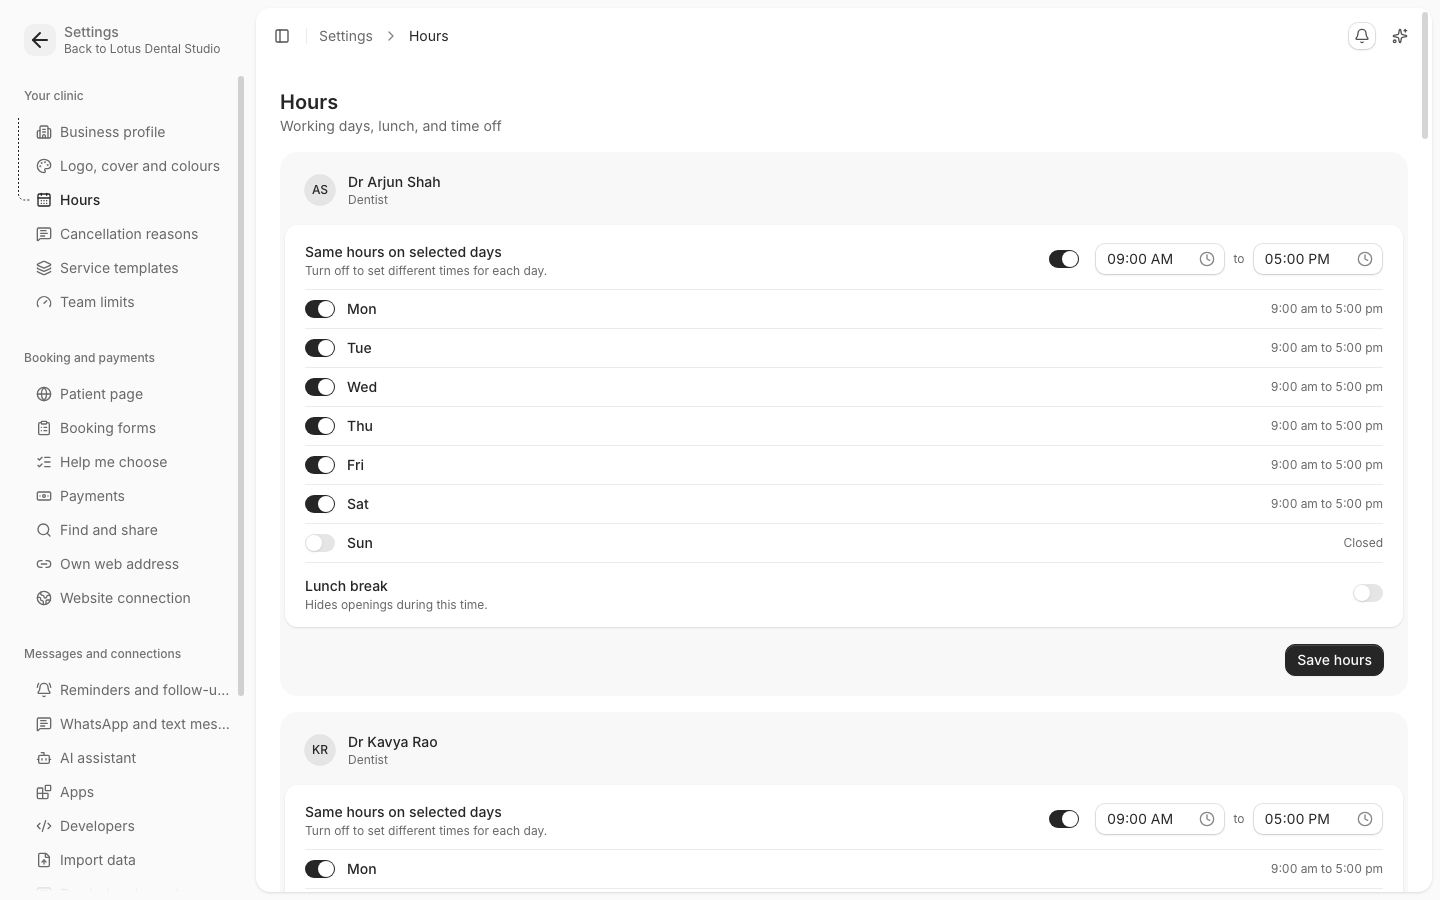 Settings
Back to Lotus Dental Studio
Your clinic
Business profile
Logo, cover and colours
Hours
Cancellation reasons
Service templates
Team limits
Booking and payments
Patient page
Booking forms
Help me choose
Payments
Find and share
Own web address
Website connection
Messages and connections
Reminders and follow-u...
WhatsApp and text mes...
AI assistant
Apps
Developers
Import data
Settings > Hours
Hours
Working days, lunch, and time off
AS
Dr Arjun Shah
Dentist
Same hours on selected days
Turn off to set different times for each day.
09:00 AM to 05:00 PM
Mon 9:00 am to 5:00 pm
Tue 9:00 am to 5:00 pm
Wed 9:00 am to 5:00 pm
Thu 9:00 am to 5:00 pm
Fri 9:00 am to 5:00 pm
Sat 9:00 am to 5:00 pm
Sun Closed
Lunch break
Hides openings during this time.
Save hours
KR
Dr Kavya Rao
Dentist
Same hours on selected days
Turn off to set different times for each day.
09:00 AM to 05:00 PM
Mon 9:00 am to 5:00 pm